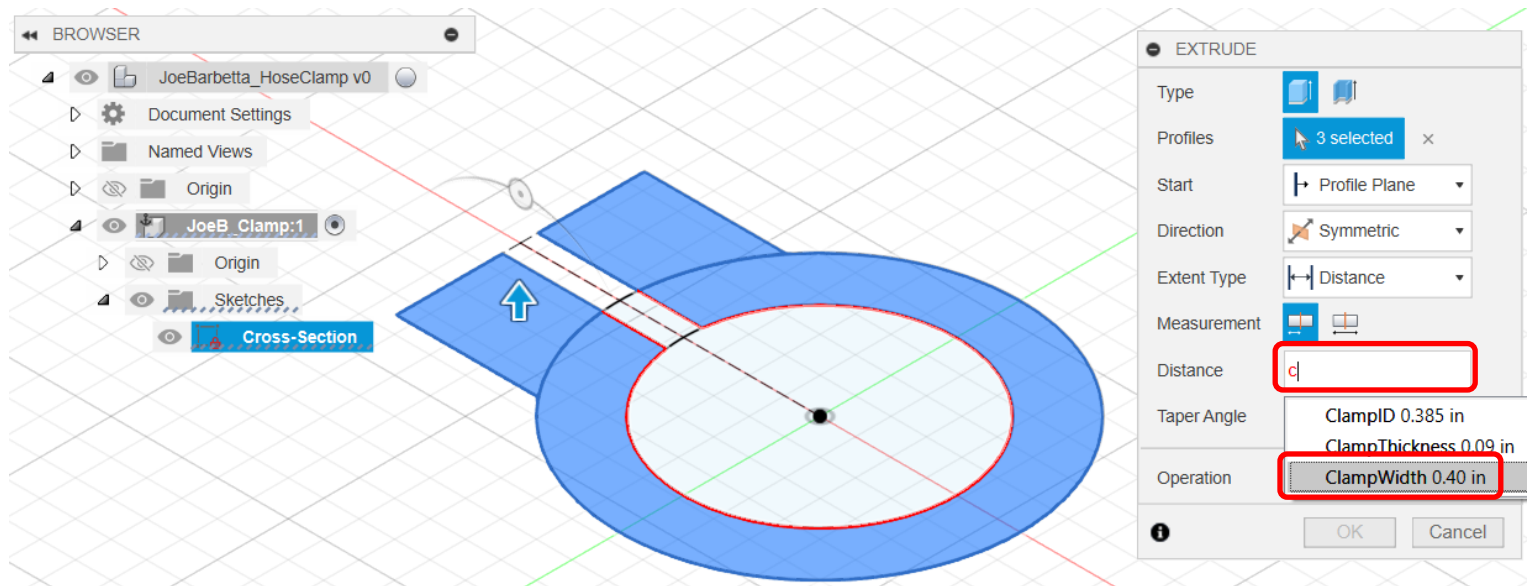 BROWSER
JoeBarbetta_HoseClamp v0
Document Settings
Named Views
Origin
JoeB_Clamp:1
Origin
Sketches
Cross-Section
EXTRUDE
Type
Profiles 3 selected ×
Start Profile Plane
Direction Symmetric
Extent Type Distance
Measurement
Distance c
Taper Angle ClampID 0.385 in
ClampThickness 0.09 in
Operation ClampWidth 0.40 in
OK Cancel